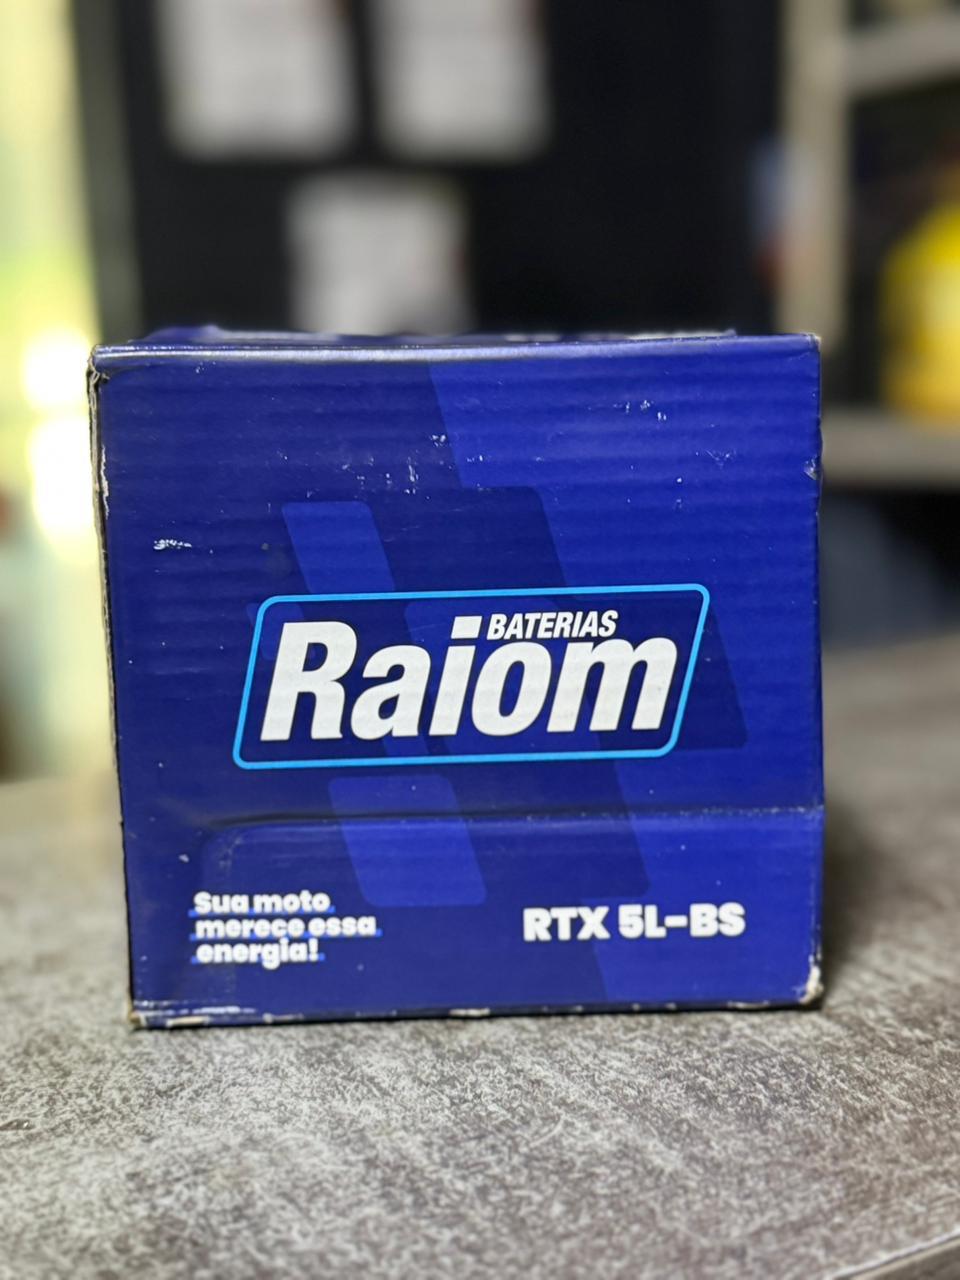 BATERIAS
Raiom
Sua moto
merece essa
energia!
RTX 5L-BS